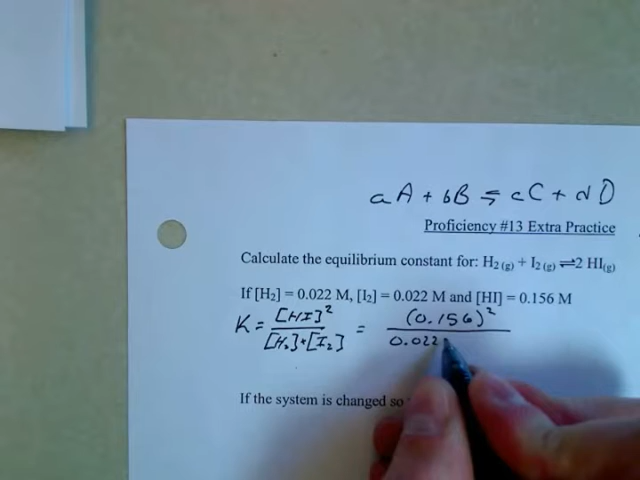 aA + bB ⇌ cC + dD
Proficiency #13 Extra Practice
Calculate the equilibrium constant for: H2 (g) + I2 (g) ⇌2 HI(g)
If [H2] = 0.022 M, [I2] = 0.022 M and [HI] = 0.156 M
K = [HI]² / [H2]•[I2] = (0.156)² / 0.022
If the system is changed so